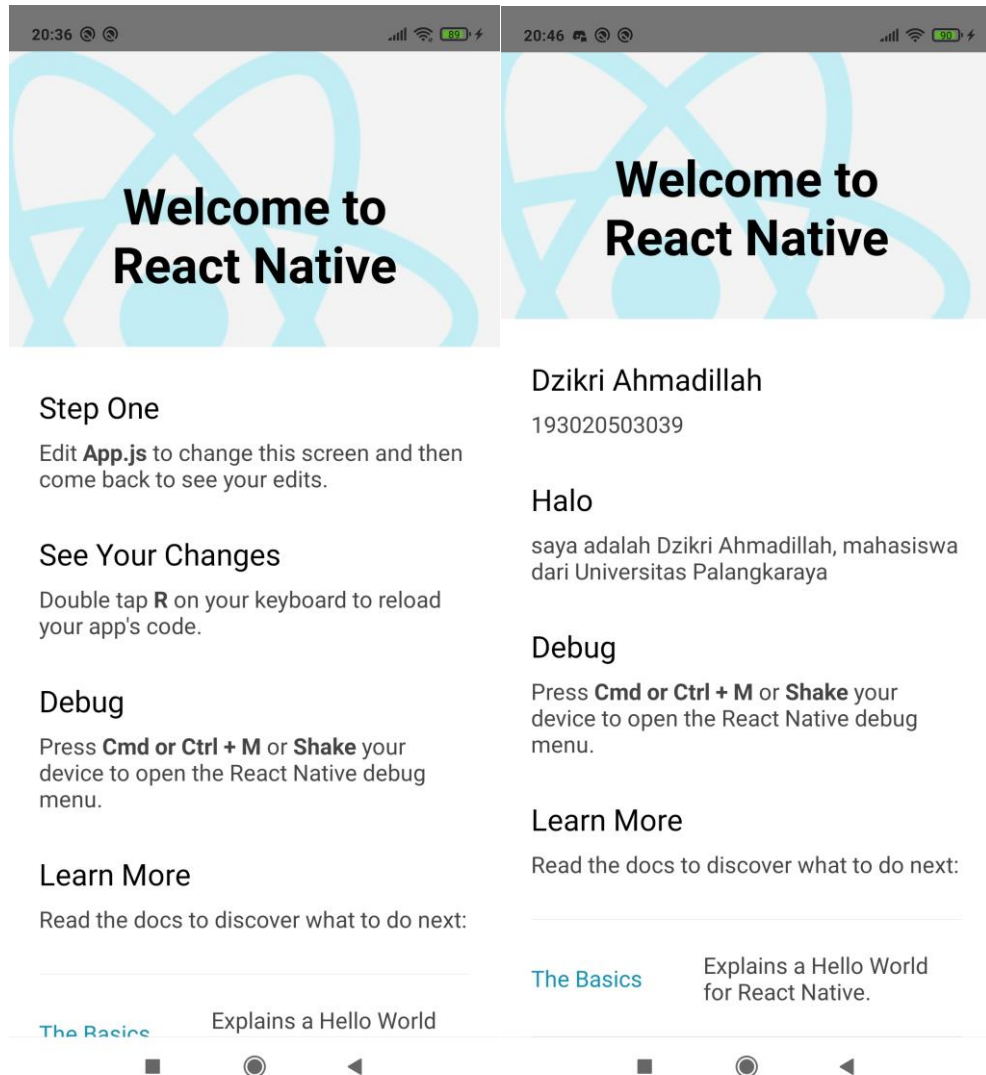 20:36
89
Welcome to
React Native
Step One
Edit App.js to change this screen and then
come back to see your edits.
See Your Changes
Double tap R on your keyboard to reload
your app's code.
Debug
Press Cmd or Ctrl + M or Shake your
device to open the React Native debug
menu.
Learn More
Read the docs to discover what to do next:
The Basics
Explains a Hello World
20:46
90
Welcome to
React Native
Dzikri Ahmadillah
193020503039
Halo
saya adalah Dzikri Ahmadillah, mahasiswa
dari Universitas Palangkaraya
Debug
Press Cmd or Ctrl + M or Shake your
device to open the React Native debug
menu.
Learn More
Read the docs to discover what to do next:
The Basics
Explains a Hello World
for React Native.